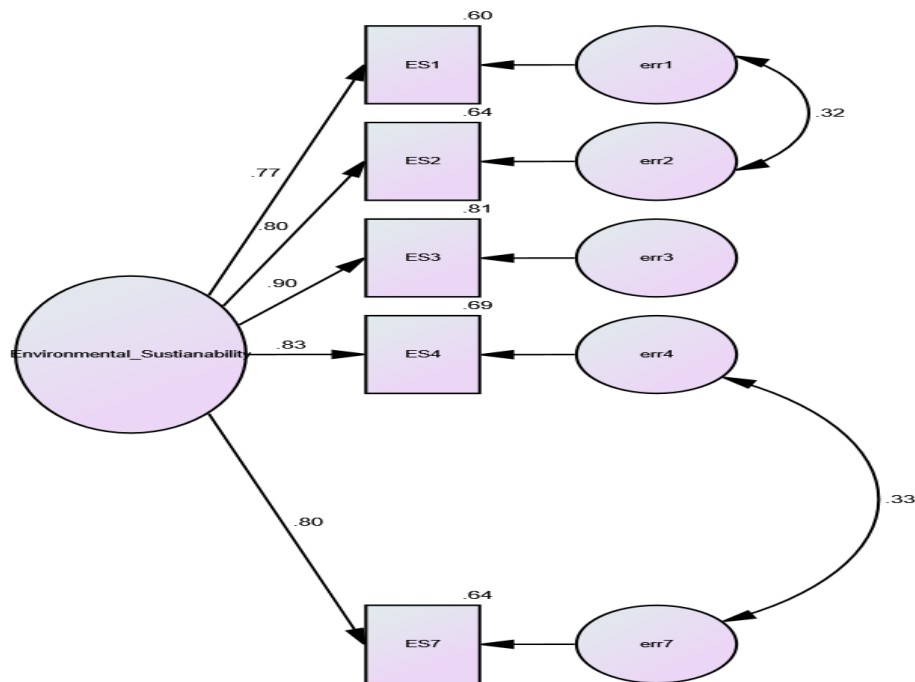 .60
ES1
err1
.32
.77
.64
ES2
err2
.80
.81
ES3
err3
.90
.69
Environmental_Sustianability
.83
ES4
err4
.33
.80
.64
ES7
err7